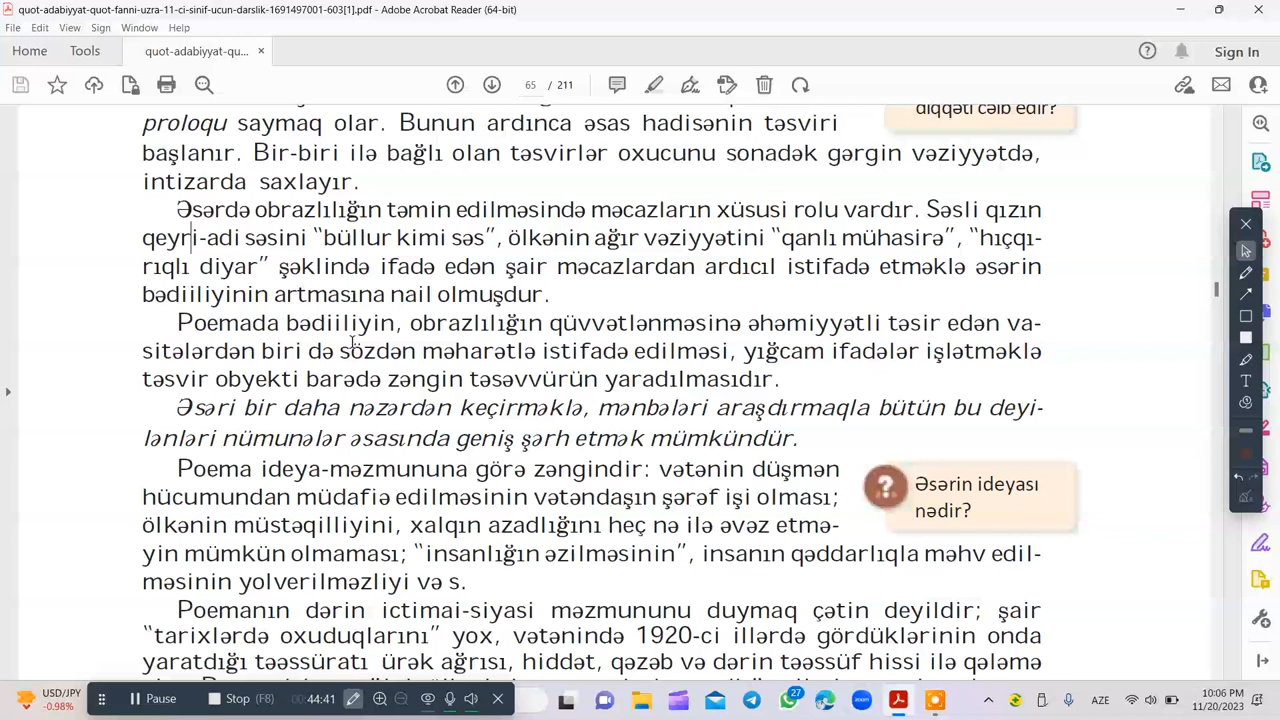 quot-adabiyyat-quot-fanni-uzra-11-ci-sinif-ucun-darslik-1691497001-603[1].pdf - Adobe Acrobat Reader (64-bit)
File Edit View Sign Window Help
Home Tools quot-adabiyyat-qu... × Sign In
65 / 211
diqqəti cəlb edir?
proloqu saymaq olar. Bunun ardınca əsas hadisənin təsviri
başlanır. Bir-biri ilə bağlı olan təsvirlər oxucunu sonadək gərgin vəziyyətdə,
intizarda saxlayır.
Əsərdə obrazlılığın təmin edilməsində məcazların xüsusi rolu vardır. Səsli qızın
qeyri-adi səsini “büllur kimi səs”, ölkənin ağır vəziyyətini “qanlı mühasirə”, “hıçqı-
rıqlı diyar” şəklində ifadə edən şair məcazlardan ardıcıl istifadə etməklə əsərin
bədiiliyinin artmasına nail olmuşdur.
Poemada bədiiliyin, obrazlılığın qüvvətlənməsinə əhəmiyyətli təsir edən va-
sitələrdən biri də sözdən məharətlə istifadə edilməsi, yığcam ifadələr işlətməklə
təsvir obyekti barədə zəngin təsəvvürün yaradılmasıdır.
Əsəri bir daha nəzərdən keçirməklə, mənbələri araşdırmaqla bütün bu deyi-
lənləri nümunələr əsasında geniş şərh etmək mümkündür.
Poema ideya-məzmununa görə zəngindir: vətənin düşmən
hücumundan müdafiə edilməsinin vətəndaşın şərəf işi olması;
ölkənin müstəqilliyini, xalqın azadlığını heç nə ilə əvəz etmə-
yin mümkün olmaması; “insanlığın əzilməsinin”, insanın qəddarlıqla məhv edil-
məsinin yolverilməzliyi və s.
? Əsərin ideyası
nədir?
Poemanın dərin ictimai-siyasi məzmununu duymaq çətin deyildir; şair
“tarixlərdə oxuduqlarını” yox, vətənində 1920-ci illərdə gördüklərinin onda
yaratdığı təəssüratı ürək ağrısı, hiddət, qəzəb və dərin təəssüf hissi ilə qələmə
USD/JPY
-0.98%
Pause Stop (F8) 44:41
27
zoom
AZE
10:06 PM
11/20/2023